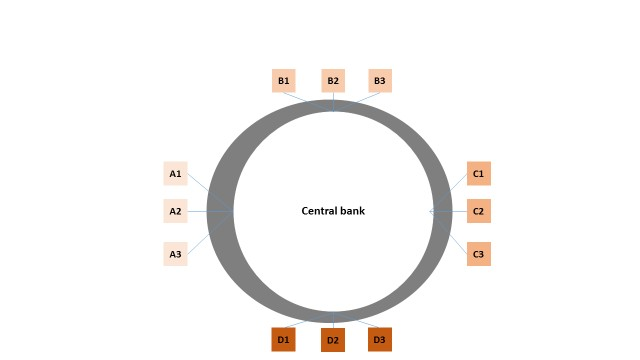 B1 B2 B3
A1
C1
A2
Central bank
C2
A3
C3
D1 D2 D3